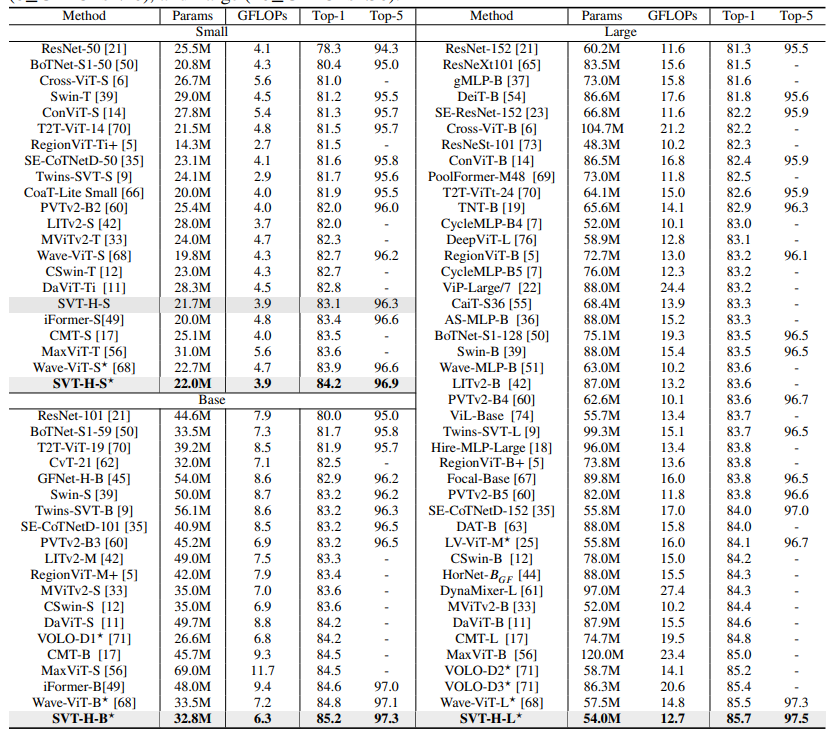 Method Params GFLOPs Top-1 Top-5
Small
ResNet-50 [21] 25.5M 4.1 78.3 94.3
BoTNet-S1-50 [50] 20.8M 4.3 80.4 95.0
Cross-ViT-S [6] 26.7M 5.6 81.0 -
Swin-T [39] 29.0M 4.5 81.2 95.5
ConViT-S [14] 27.8M 5.4 81.3 95.7
T2T-ViT-14 [70] 21.5M 4.8 81.5 95.7
RegionViT-Ti+ [5] 14.3M 2.7 81.5 -
SE-CoTNetD-50 [35] 23.1M 4.1 81.6 95.8
Twins-SVT-S [9] 24.1M 2.9 81.7 95.6
CoaT-Lite Small [66] 20.0M 4.0 81.9 95.5
PVTv2-B2 [60] 25.4M 4.0 82.0 96.0
LITv2-S [42] 28.0M 3.7 82.0 -
MViTv2-T [33] 24.0M 4.7 82.3 -
Wave-ViT-S [68] 19.8M 4.3 82.7 96.2
CSwin-T [12] 23.0M 4.3 82.7 -
DaViT-Ti [11] 28.3M 4.5 82.8 -
SVT-H-S 21.7M 3.9 83.1 96.3
iFormer-S[49] 20.0M 4.8 83.4 96.6
CMT-S [17] 25.1M 4.0 83.5 -
MaxViT-T [56] 31.0M 5.6 83.6 -
Wave-ViT-S⋆ [68] 22.7M 4.7 83.9 96.6
SVT-H-S⋆ 22.0M 3.9 84.2 96.9
Base
ResNet-101 [21] 44.6M 7.9 80.0 95.0
BoTNet-S1-59 [50] 33.5M 7.3 81.7 95.8
T2T-ViT-19 [70] 39.2M 8.5 81.9 95.7
CvT-21 [62] 32.0M 7.1 82.5 -
GFNet-H-B [45] 54.0M 8.6 82.9 96.2
Swin-S [39] 50.0M 8.7 83.2 96.2
Twins-SVT-B [9] 56.1M 8.6 83.2 96.3
SE-CoTNetD-101 [35] 40.9M 8.5 83.2 96.5
PVTv2-B3 [60] 45.2M 6.9 83.2 96.5
LITv2-M [42] 49.0M 7.5 83.3 -
RegionViT-M+ [5] 42.0M 7.9 83.4 -
MViTv2-S [33] 35.0M 7.0 83.6 -
CSwin-S [12] 35.0M 6.9 83.6 -
DaViT-S [11] 49.7M 8.8 84.2 -
VOLO-D1⋆ [71] 26.6M 6.8 84.2 -
CMT-B [17] 45.7M 9.3 84.5 -
MaxViT-S [56] 69.0M 11.7 84.5 -
iFormer-B[49] 48.0M 9.4 84.6 97.0
Wave-ViT-B⋆ [68] 33.5M 7.2 84.8 97.1
SVT-H-B⋆ 32.8M 6.3 85.2 97.3
Method Params GFLOPs Top-1 Top-5
Large
ResNet-152 [21] 60.2M 11.6 81.3 95.5
ResNeXt101 [65] 83.5M 15.6 81.5 -
gMLP-B [37] 73.0M 15.8 81.6 -
DeiT-B [54] 86.6M 17.6 81.8 95.6
SE-ResNet-152 [23] 66.8M 11.6 82.2 95.9
Cross-ViT-B [6] 104.7M 21.2 82.2 -
ResNeSt-101 [73] 48.3M 10.2 82.3 -
ConViT-B [14] 86.5M 16.8 82.4 95.9
PoolFormer-M48 [69] 73.0M 11.8 82.5 -
T2T-ViTt-24 [70] 64.1M 15.0 82.6 95.9
TNT-B [19] 65.6M 14.1 82.9 96.3
CycleMLP-B4 [7] 52.0M 10.1 83.0 -
DeepViT-L [76] 58.9M 12.8 83.1 -
RegionViT-B [5] 72.7M 13.0 83.2 96.1
CycleMLP-B5 [7] 76.0M 12.3 83.2 -
ViP-Large/7 [22] 88.0M 24.4 83.2 -
CaiT-S36 [55] 68.4M 13.9 83.3 -
AS-MLP-B [36] 88.0M 15.2 83.3 -
BoTNet-S1-128 [50] 75.1M 19.3 83.5 96.5
Swin-B [39] 88.0M 15.4 83.5 96.5
Wave-MLP-B [51] 63.0M 10.2 83.6 -
LITv2-B [42] 87.0M 13.2 83.6 -
PVTv2-B4 [60] 62.6M 10.1 83.6 96.7
ViL-Base [74] 55.7M 13.4 83.7 -
Twins-SVT-L [9] 99.3M 15.1 83.7 96.5
Hire-MLP-Large [18] 96.0M 13.4 83.8 -
RegionViT-B+ [5] 73.8M 13.6 83.8 -
Focal-Base [67] 89.8M 16.0 83.8 96.5
PVTv2-B5 [60] 82.0M 11.8 83.8 96.6
SE-CoTNetD-152 [35] 55.8M 17.0 84.0 97.0
DAT-B [63] 88.0M 15.8 84.0 -
LV-ViT-M⋆ [25] 55.8M 16.0 84.1 96.7
CSwin-B [12] 78.0M 15.0 84.2 -
HorNet-B_GF [44] 88.0M 15.5 84.3 -
DynaMixer-L [61] 97.0M 27.4 84.3 -
MViTv2-B [33] 52.0M 10.2 84.4 -
DaViT-B [11] 87.9M 15.5 84.6 -
CMT-L [17] 74.7M 19.5 84.8 -
MaxViT-B [56] 120.0M 23.4 85.0 -
VOLO-D2⋆ [71] 58.7M 14.1 85.2 -
VOLO-D3⋆ [71] 86.3M 20.6 85.4 -
Wave-ViT-L⋆ [68] 57.5M 14.8 85.5 97.3
SVT-H-L⋆ 54.0M 12.7 85.7 97.5